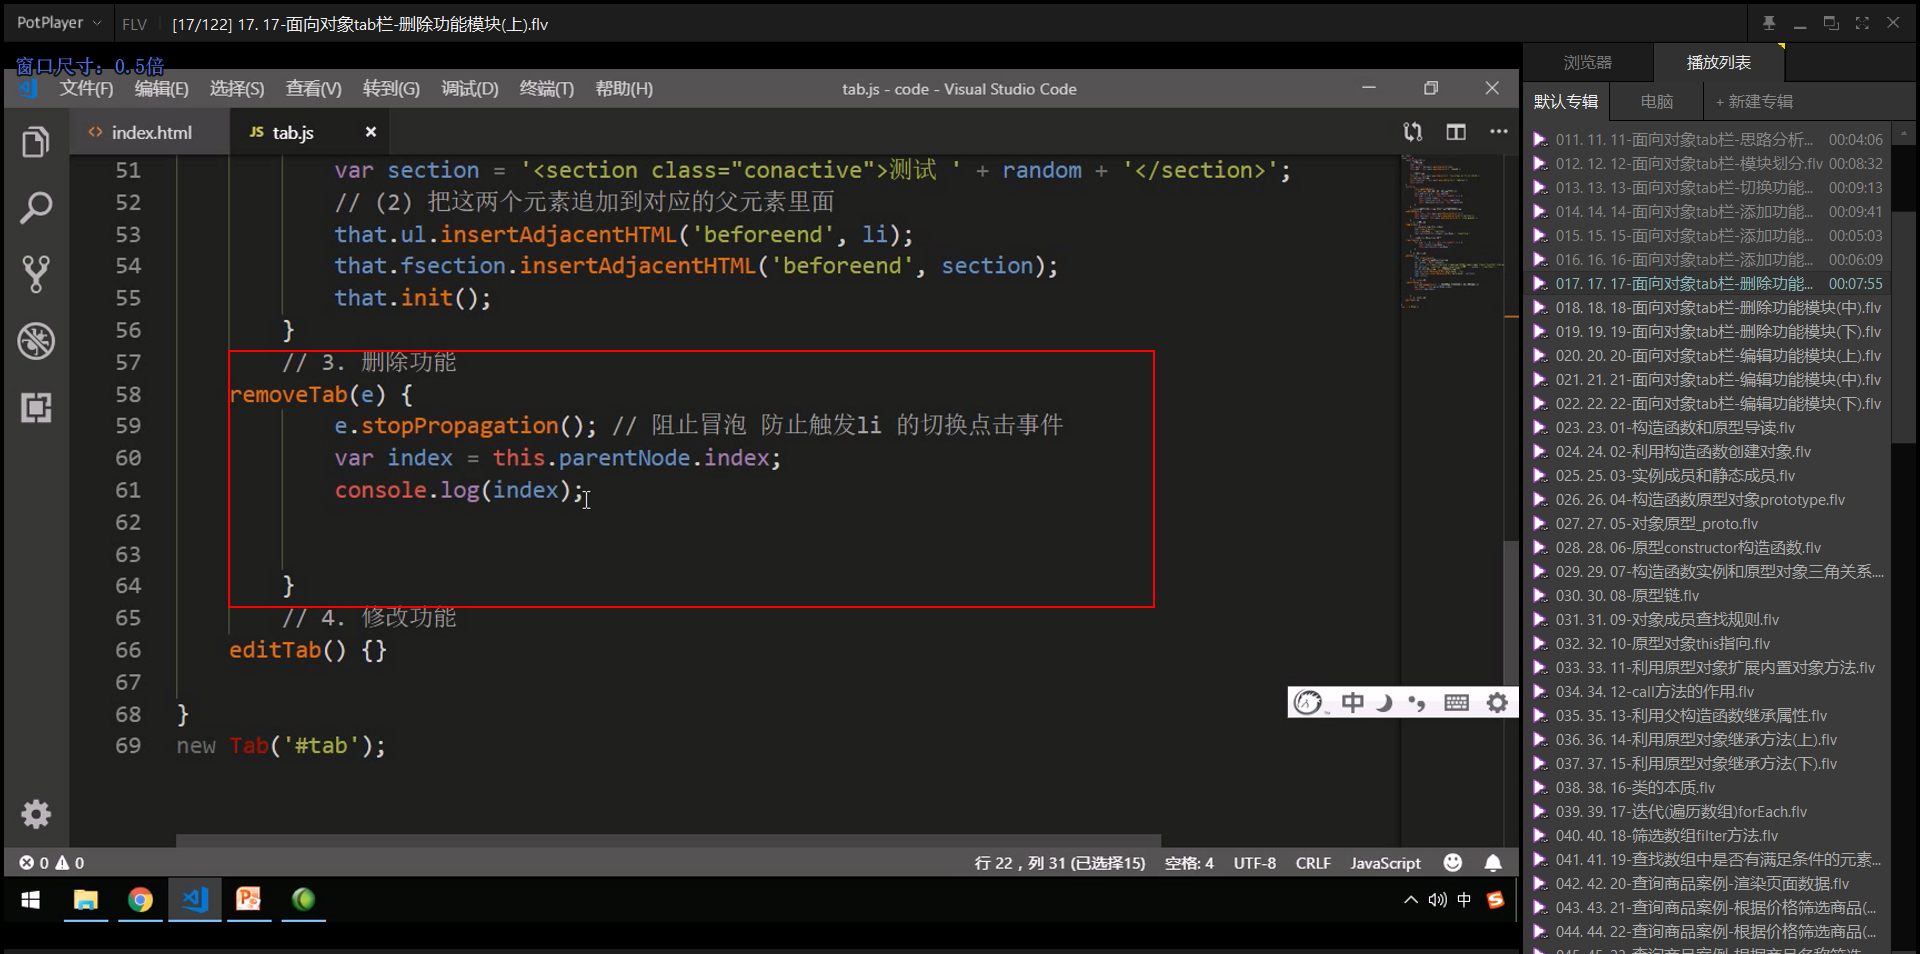 PotPlayer
FLV
[17/122] 17. 17-面向对象tab栏-删除功能模块(上).flv
窗口尺寸：0.5倍
文件(F) 编辑(E) 选择(S) 查看(V) 转到(G) 调试(D) 终端(T) 帮助(H)
tab.js - code - Visual Studio Code
<> index.html
JS tab.js
51 var section = '<section class="conactive">测试 ' + random + '</section>';
52 // (2) 把这两个元素追加到对应的父元素里面
53 that.ul.insertAdjacentHTML('beforeend', li);
54 that.fsection.insertAdjacentHTML('beforeend', section);
55 that.init();
56 }
57 // 3. 删除功能
58 removeTab(e) {
59 e.stopPropagation(); // 阻止冒泡 防止触发li 的切换点击事件
60 var index = this.parentNode.index;
61 console.log(index);
62
63
64 }
65 // 4. 修改功能
66 editTab() {}
67
68 }
69 new Tab('#tab');
中
0 0
行 22，列 31 (已选择15) 空格: 4 UTF-8 CRLF JavaScript
中
浏览器
播放列表
默认专辑
电脑
+ 新建专辑
011. 11. 11-面向对象tab栏-思路分析... 00:04:06
012. 12. 12-面向对象tab栏-模块划分.flv 00:08:32
013. 13. 13-面向对象tab栏-切换功能... 00:09:13
014. 14. 14-面向对象tab栏-添加功能... 00:09:41
015. 15. 15-面向对象tab栏-添加功能... 00:05:03
016. 16. 16-面向对象tab栏-添加功能... 00:06:09
017. 17. 17-面向对象tab栏-删除功能... 00:07:55
018. 18. 18-面向对象tab栏-删除功能模块(中).flv
019. 19. 19-面向对象tab栏-删除功能模块(下).flv
020. 20. 20-面向对象tab栏-编辑功能模块(上).flv
021. 21. 21-面向对象tab栏-编辑功能模块(中).flv
022. 22. 22-面向对象tab栏-编辑功能模块(下).flv
023. 23. 01-构造函数和原型导读.flv
024. 24. 02-利用构造函数创建对象.flv
025. 25. 03-实例成员和静态成员.flv
026. 26. 04-构造函数原型对象prototype.flv
027. 27. 05-对象原型_proto.flv
028. 28. 06-原型constructor构造函数.flv
029. 29. 07-构造函数实例和原型对象三角关系....
030. 30. 08-原型链.flv
031. 31. 09-对象成员查找规则.flv
032. 32. 10-原型对象this指向.flv
033. 33. 11-利用原型对象扩展内置对象方法.flv
034. 34. 12-call方法的作用.flv
035. 35. 13-利用父构造函数继承属性.flv
036. 36. 14-利用原型对象继承方法(上).flv
037. 37. 15-利用原型对象继承方法(下).flv
038. 38. 16-类的本质.flv
039. 39. 17-迭代(遍历数组)forEach.flv
040. 40. 18-筛选数组filter方法.flv
041. 41. 19-查找数组中是否有满足条件的元素...
042. 42. 20-查询商品案例-渲染页面数据.flv
043. 43. 21-查询商品案例-根据价格筛选商品(...
044. 44. 22-查询商品案例-根据价格筛选商品(...